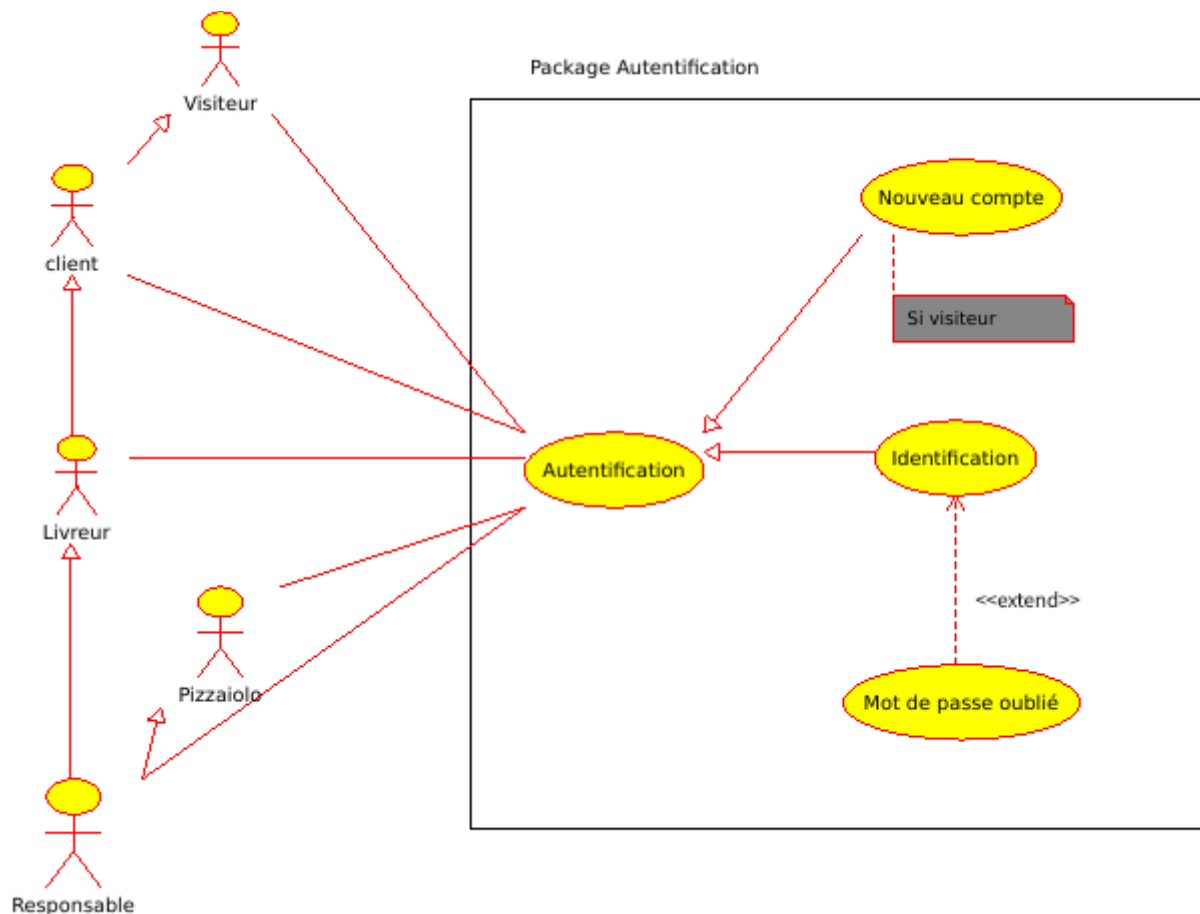 Visiteur
Package Autentification
Nouveau compte
client
Si visiteur
Identification
Autentification
Livreur
<<extend>>
Pizzaiolo
Mot de passe oublié
Responsable